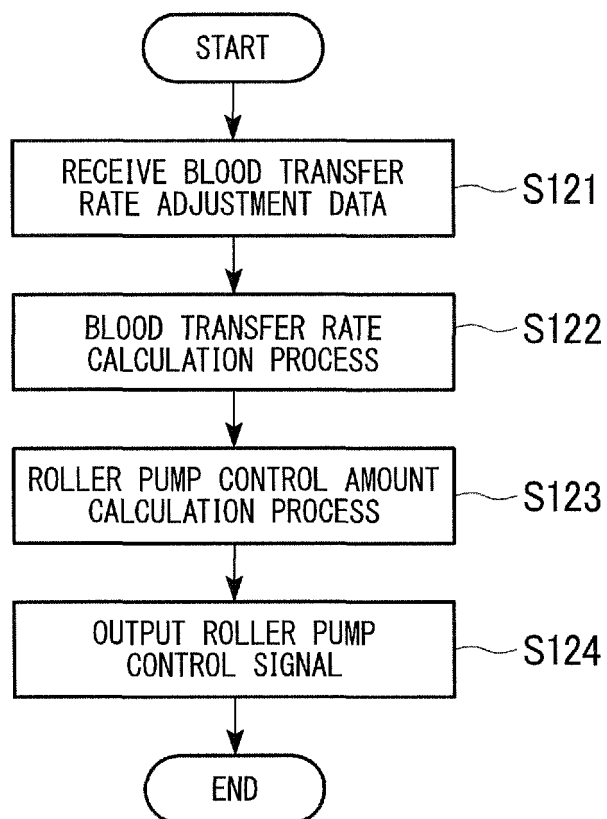 START
RECEIVE BLOOD TRANSFER
RATE ADJUSTMENT DATA
S121
BLOOD TRANSFER RATE
CALCULATION PROCESS
S122
ROLLER PUMP CONTROL AMOUNT
CALCULATION PROCESS
S123
OUTPUT ROLLER PUMP
CONTROL SIGNAL
S124
END